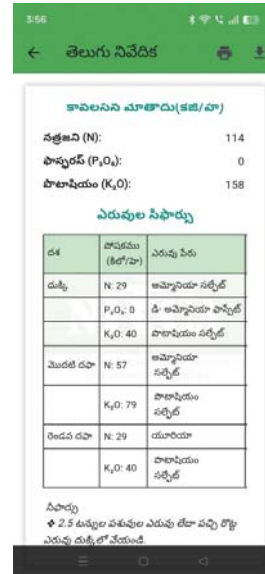 3:56
తెలుగు నివేదిక
కావలసిన మోతాదు(కేజి/హె)
నత్రజని (N): 114
ఫాస్ఫరస్ (P₂O₅): 0
పొటాషియం (K₂O): 158
ఎరువుల సిఫార్సు
దశ పోషకము (కిలో/హె) ఎరువు పేరు
దుక్కి N: 29 అమ్మోనియా సల్ఫేట్
P₂O₅: 0 డి- అమ్మోనియా ఫాస్ఫేట్
K₂O: 40 పొటాషియం సల్ఫేట్
మొదటి దఫా N: 57 అమ్మోనియా సల్ఫేట్
K₂O: 79 పొటాషియం సల్ఫేట్
రెండవ దఫా N: 29 యూరియా
K₂O: 40 పొటాషియం సల్ఫేట్
సిఫార్సు
❖ 2.5 టన్నుల పశువుల ఎరువు లేదా పచ్చి రొట్ట
ఎరువు దుక్కిలో వేయండి.